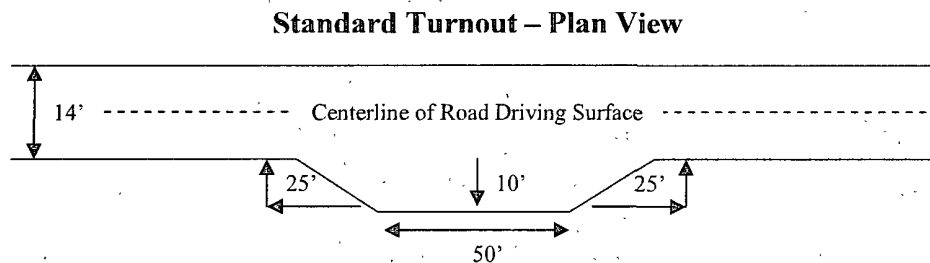 Standard Turnout – Plan View
14'
Centerline of Road Driving Surface
25'
10'
25'
50'